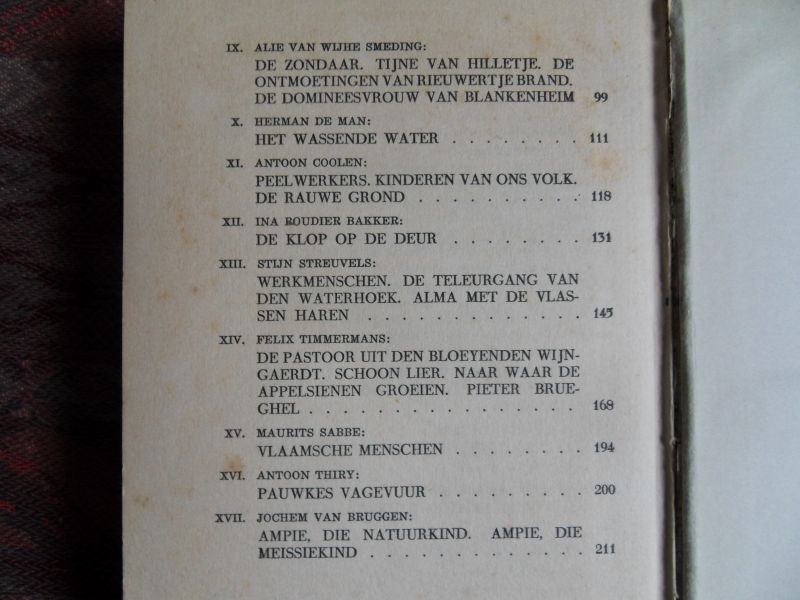 IX. ALIE VAN WIJHE SMEDING:
DE ZONDAAR. TIJNE VAN HILLETJE. DE
ONTMOETINGEN VAN RIEUWERTJE BRAND.
DE DOMINEESVROUW VAN BLANKENHEIM 99
X. HERMAN DE MAN:
HET WASSENDE WATER . . . . . . . . 111
XI. ANTOON COOLEN:
PEELWERKERS. KINDEREN VAN ONS VOLK.
DE RAUWE GROND . . . . . . . . . . 118
XII. INA BOUDIER BAKKER:
DE KLOP OP DE DEUR . . . . . . . . 131
XIII. STIJN STREUVELS:
WERKMENSCHEN. DE TELEURGANG VAN
DEN WATERHOEK. ALMA MET DE VLAS-
SEN HAREN . . . . . . . . . . . . . 145
XIV. FELIX TIMMERMANS:
DE PASTOOR UIT DEN BLOEYENDEN WIJN-
GAERDT. SCHOON LIER. NAAR WAAR DE
APPELSIENEN GROEIEN. PIETER BRUE-
GHEL . . . . . . . . . . . . . . . . 168
XV. MAURITS SABBE:
VLAAMSCHE MENSCHEN . . . . . . . . 194
XVI. ANTOON THIRY:
PAUWKES VAGEVUUR . . . . . . . . . 200
XVII. JOCHEM VAN BRUGGEN:
AMPIE, DIE NATUURKIND. AMPIE, DIE
MEISSIEKIND . . . . . . . . . . . . 211